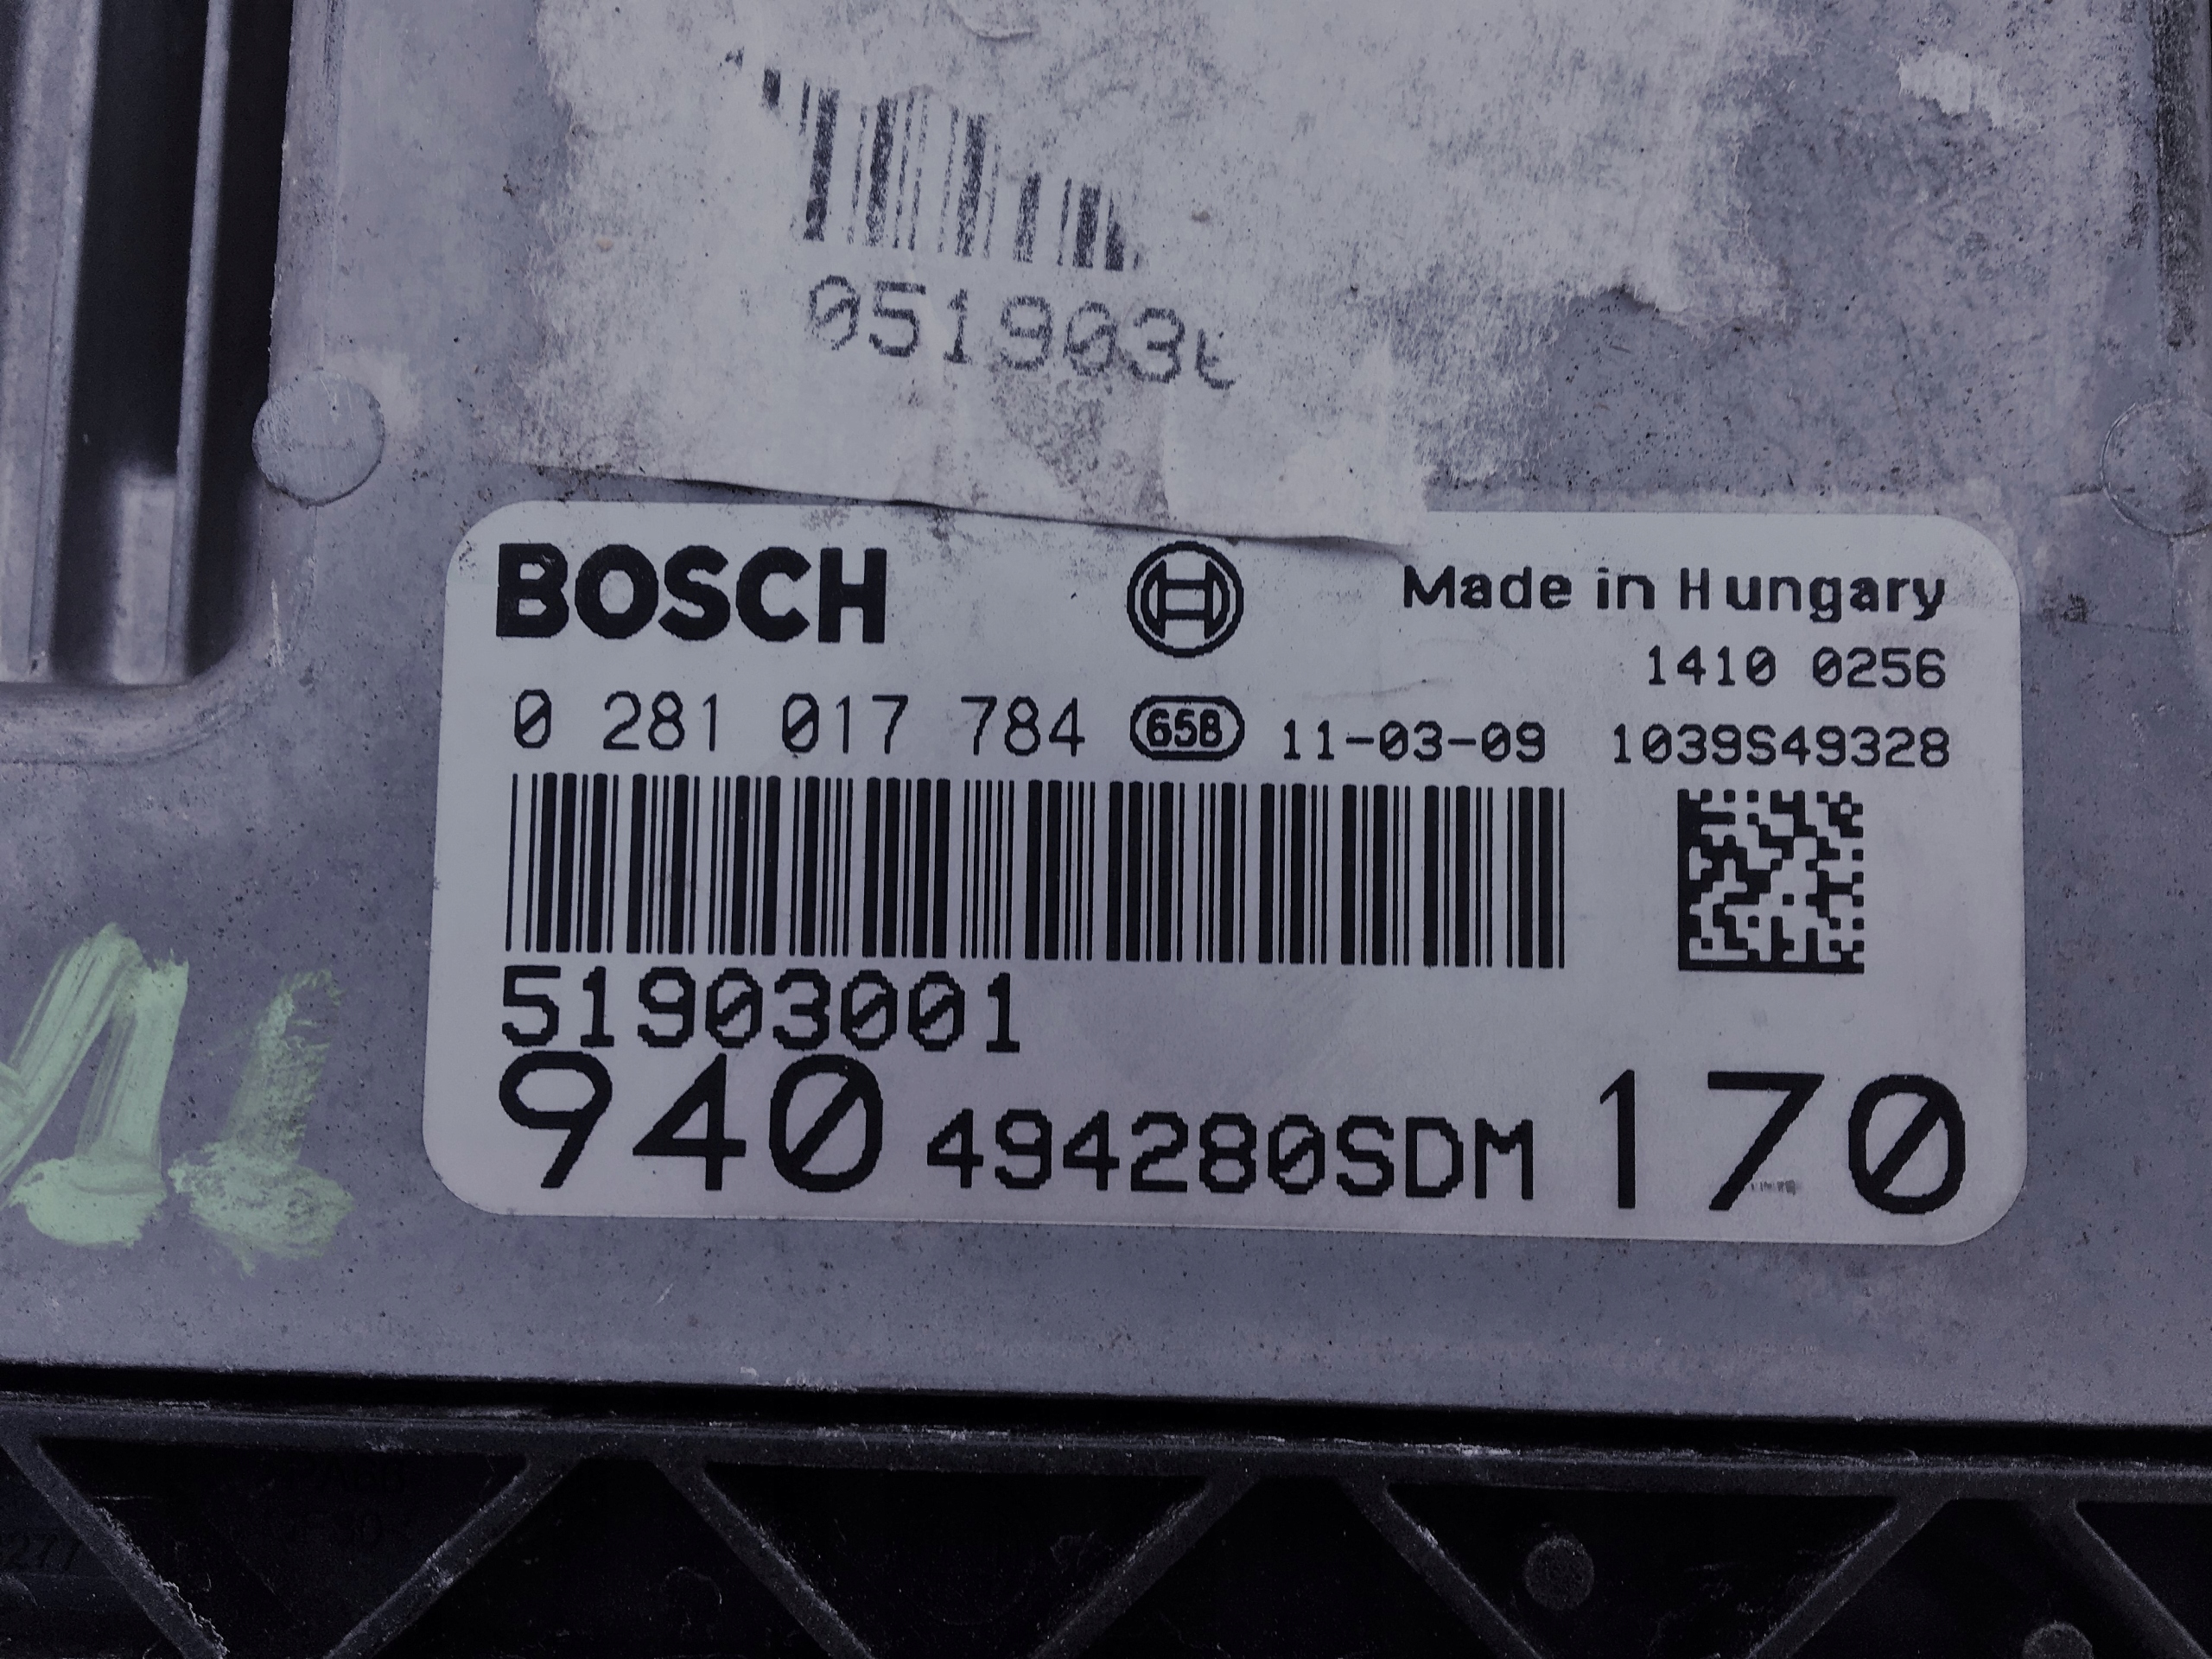 051903
BOSCH
Made in Hungary
1410 0256
0 281 017 784 65B 11-03-09 1039S49328
51903001
940 494280SDM 170